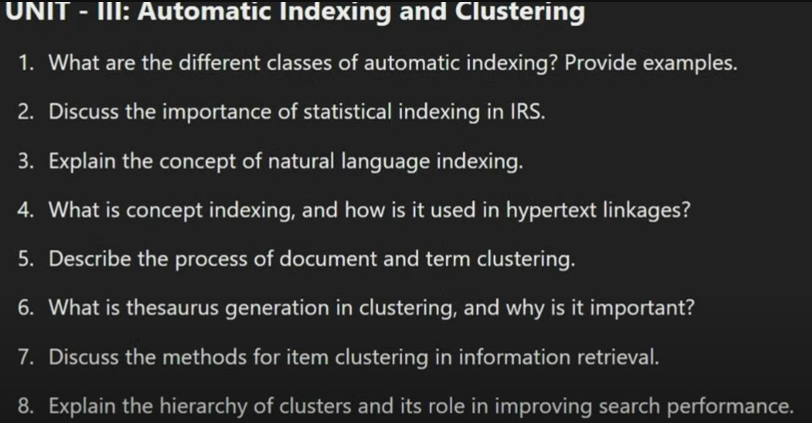 UNIT - III: Automatic Indexing and Clustering
1. What are the different classes of automatic indexing? Provide examples.
2. Discuss the importance of statistical indexing in IRS.
3. Explain the concept of natural language indexing.
4. What is concept indexing, and how is it used in hypertext linkages?
5. Describe the process of document and term clustering.
6. What is thesaurus generation in clustering, and why is it important?
7. Discuss the methods for item clustering in information retrieval.
8. Explain the hierarchy of clusters and its role in improving search performance.